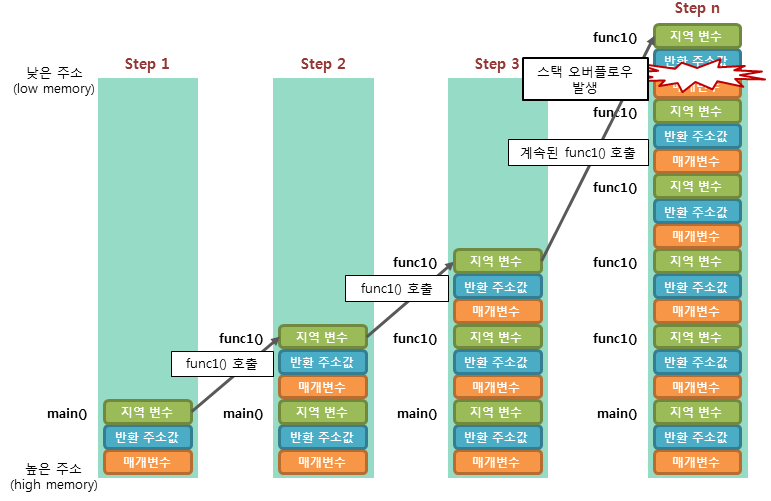 Step 1
Step 2
Step 3
Step n
낮은 주소
(low memory)
높은 주소
(high memory)
main()
지역 변수
반환 주소값
매개변수
func1() 호출
func1()
지역 변수
반환 주소값
매개변수
main()
지역 변수
반환 주소값
매개변수
func1() 호출
func1()
지역 변수
반환 주소값
매개변수
func1()
지역 변수
반환 주소값
매개변수
main()
지역 변수
반환 주소값
매개변수
계속된 func1() 호출
스택 오버플로우
발생
func1()
지역 변수
반환 주소값
매개변수
func1()
지역 변수
반환 주소값
매개변수
func1()
지역 변수
반환 주소값
매개변수
func1()
지역 변수
반환 주소값
매개변수
func1()
지역 변수
반환 주소값
매개변수
main()
지역 변수
반환 주소값
매개변수